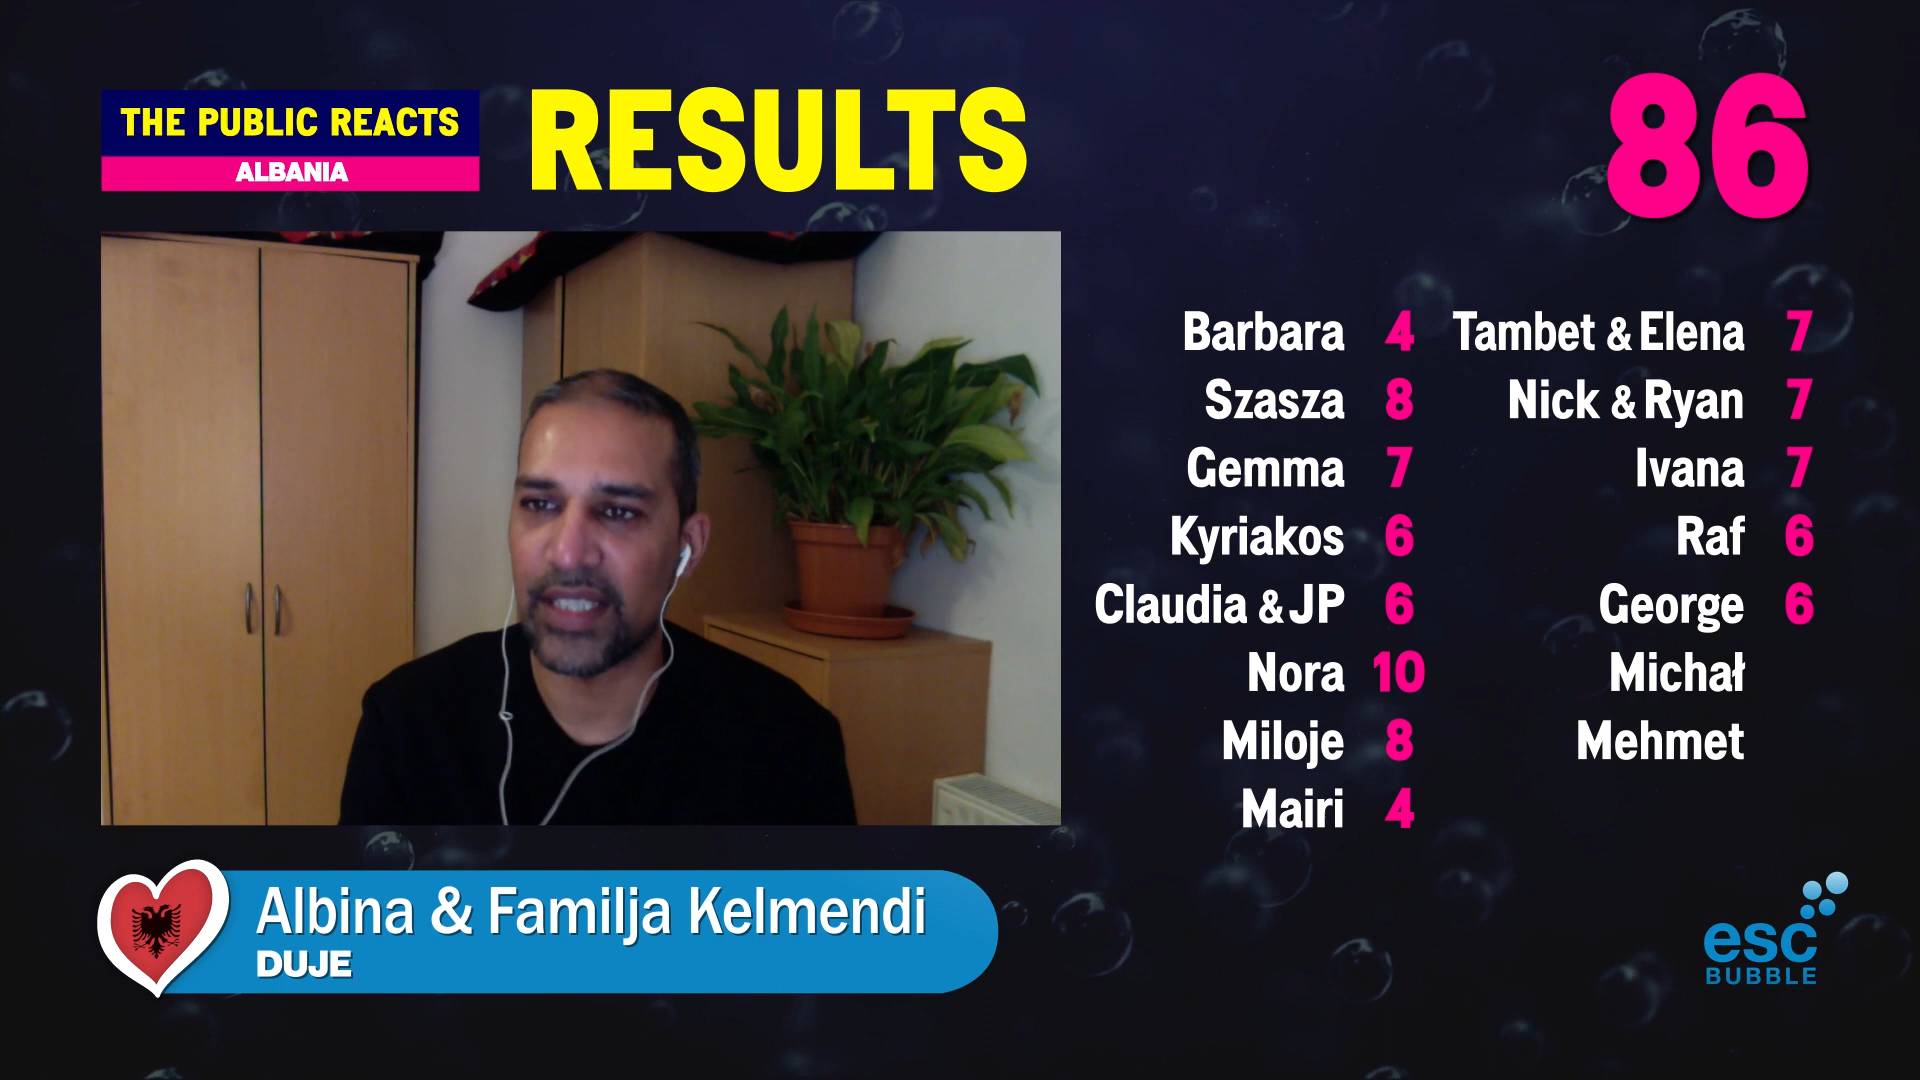 THE PUBLIC REACTS
ALBANIA
RESULTS
86
Barbara 4
Szasza 8
Gemma 7
Kyriakos 6
Claudia & JP 6
Nora 10
Miloje 8
Mairi 4
Tambet & Elena 7
Nick & Ryan 7
Ivana 7
Raf 6
George 6
Michał
Mehmet
Albina & Familja Kelmendi
DUJE
esc
BUBBLE